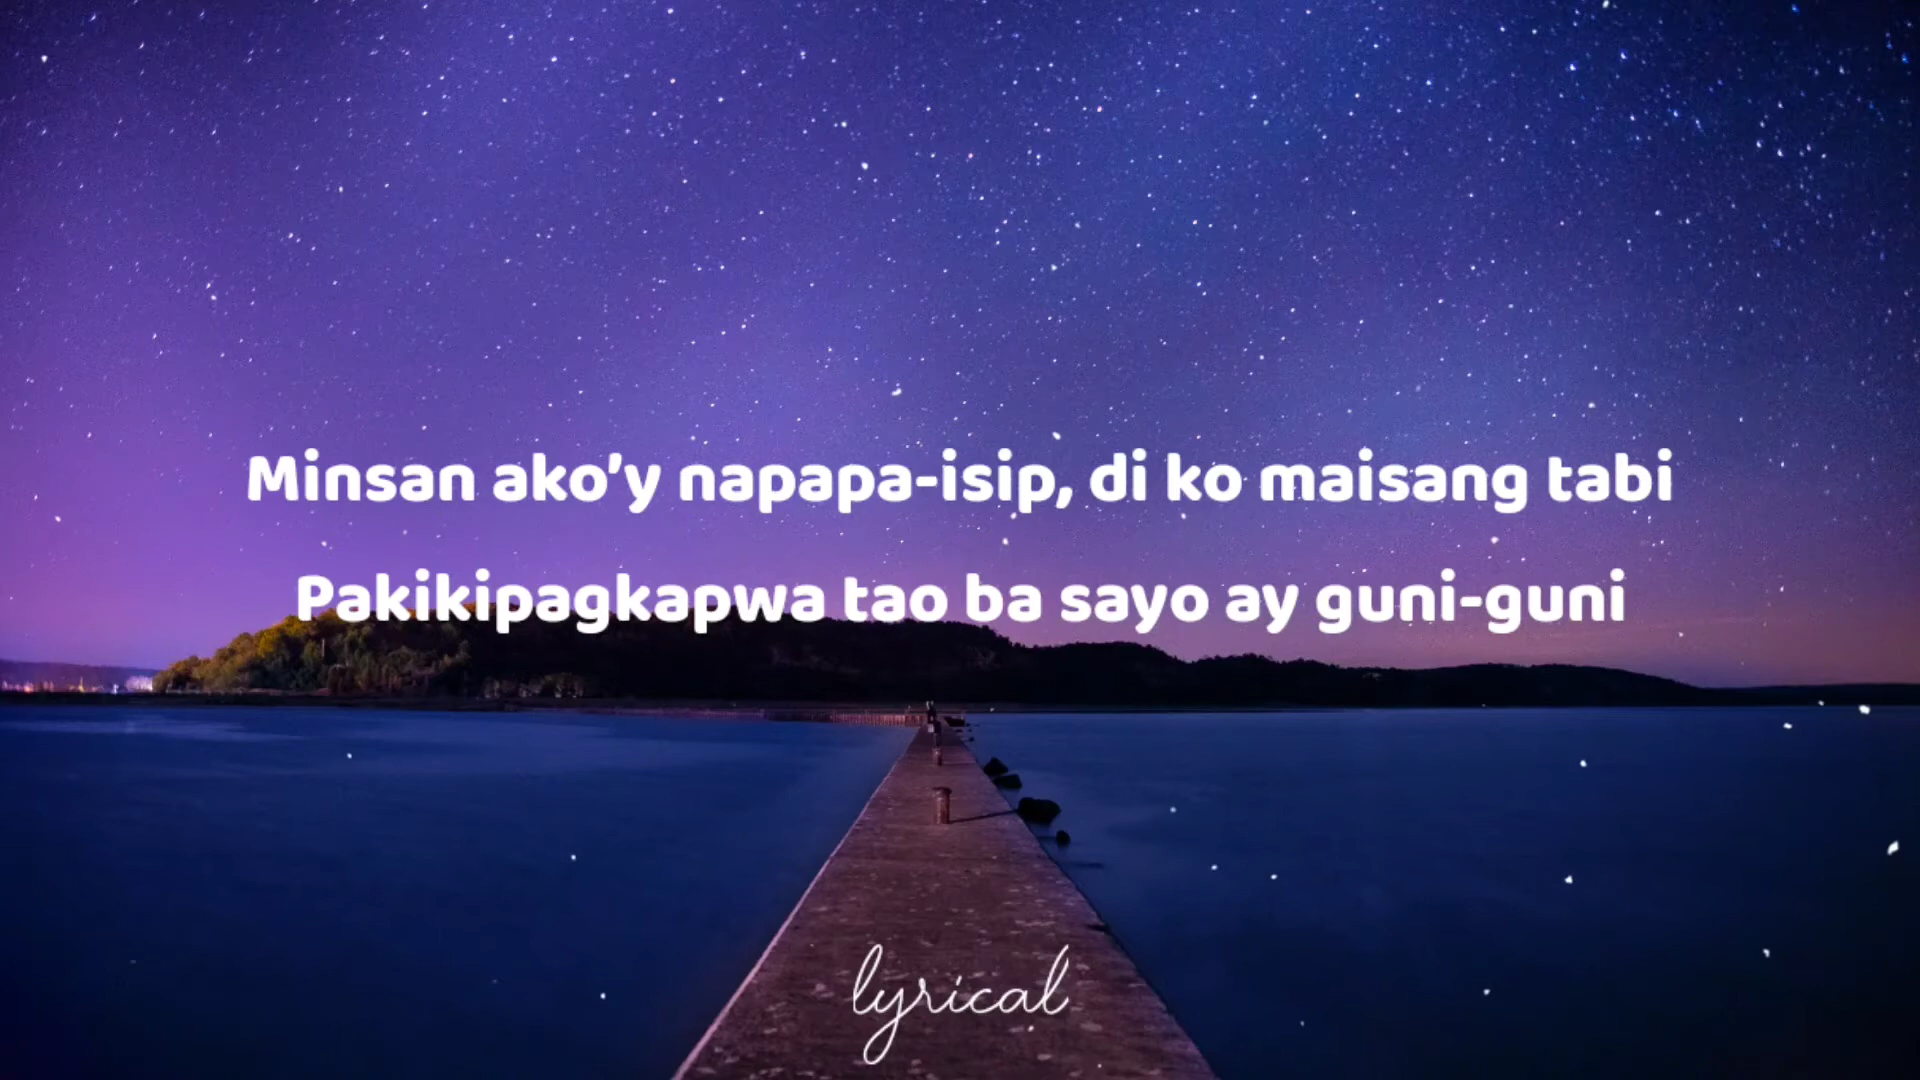 Minsan ako'y napapa-isip, di ko maisang tabi
Pakikipagkapwa tao ba sayo ay guni-guni
lyrical